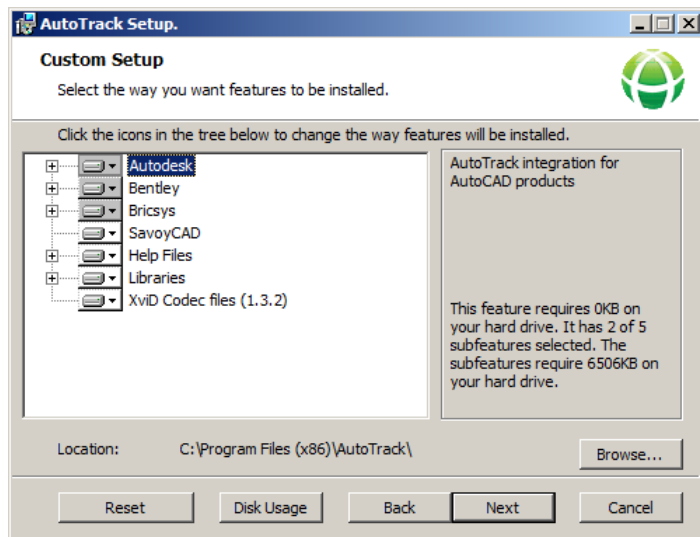 AutoTrack Setup.
Custom Setup
Select the way you want features to be installed.
Click the icons in the tree below to change the way features will be installed.
Autodesk
Bentley
Bricsys
SavoyCAD
Help Files
Libraries
XviD Codec files (1.3.2)
AutoTrack integration for
AutoCAD products
This feature requires 0KB on
your hard drive. It has 2 of 5
subfeatures selected. The
subfeatures require 6506KB on
your hard drive.
Location: C:\Program Files (x86)\AutoTrack\
Browse...
Reset Disk Usage Back Next Cancel